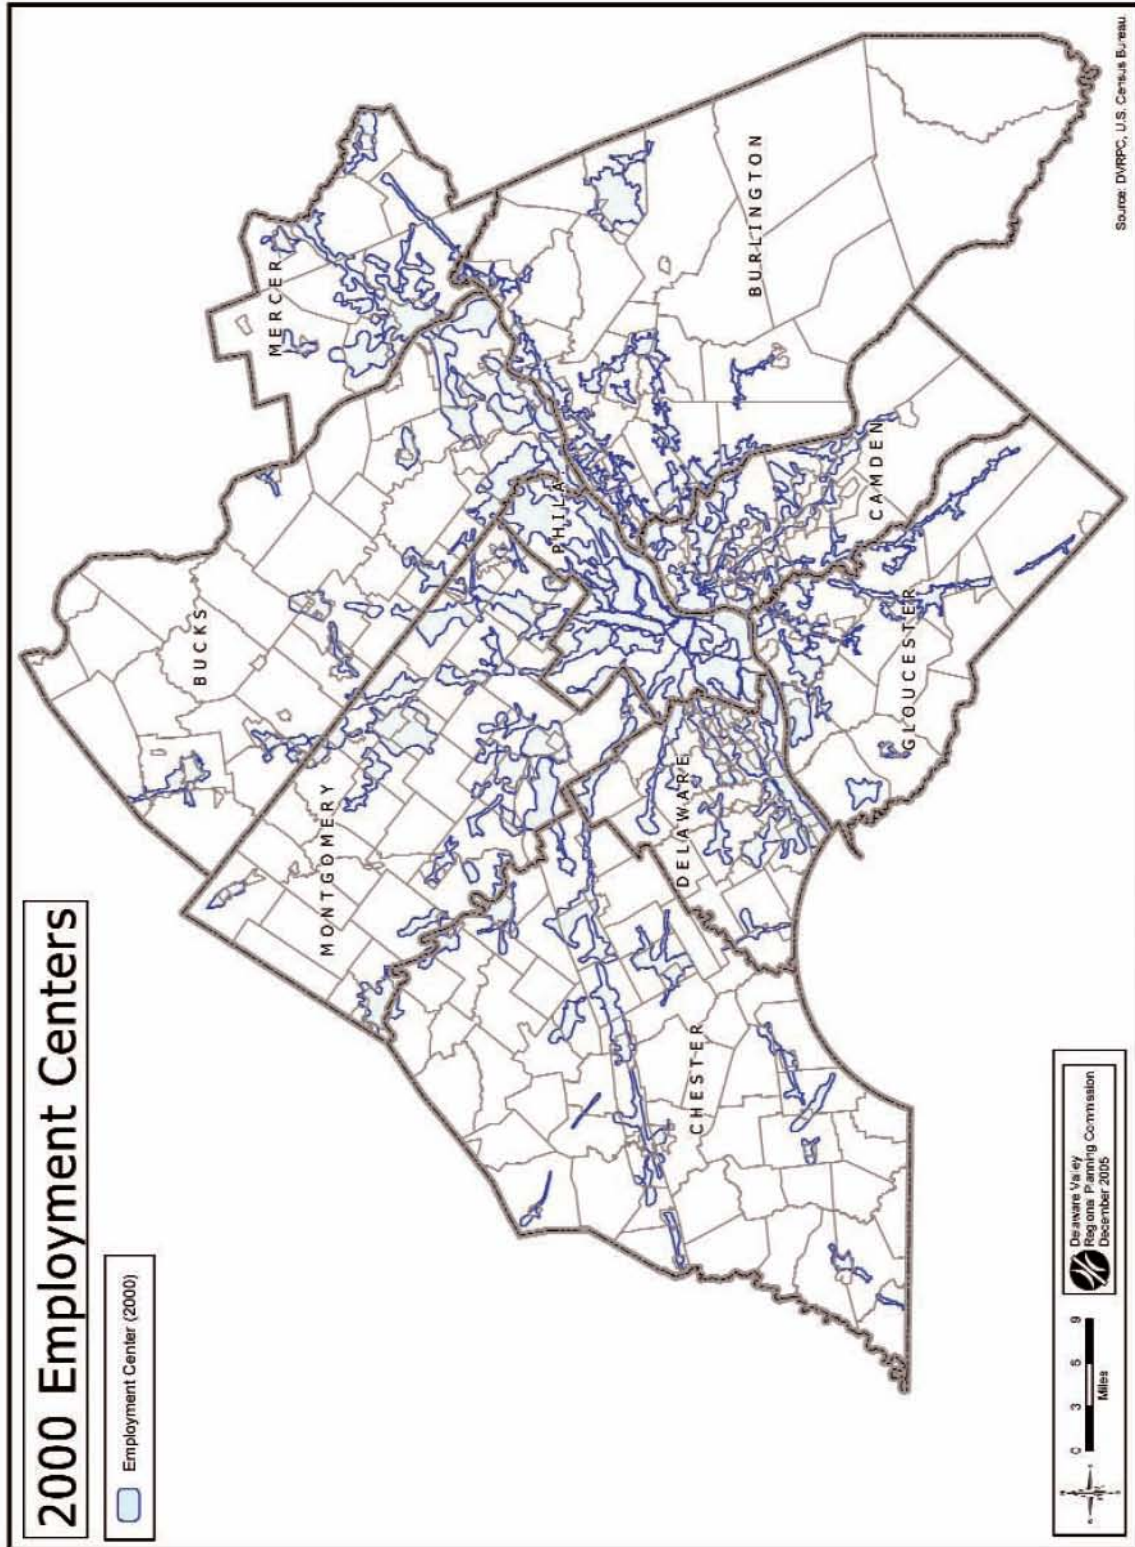 2000 Employment Centers
Employment Center (2000)
BUCKS
MERCER
MONTGOMERY
PHILA
BURLINGTON
CHESTER
DELAWARE
CAMDEN
GLOUCESTER
0 3 6 9
Miles
Delaware Valley
Regional Planning Commission
December 2005
Source: DVRPC, U.S. Census Bureau.